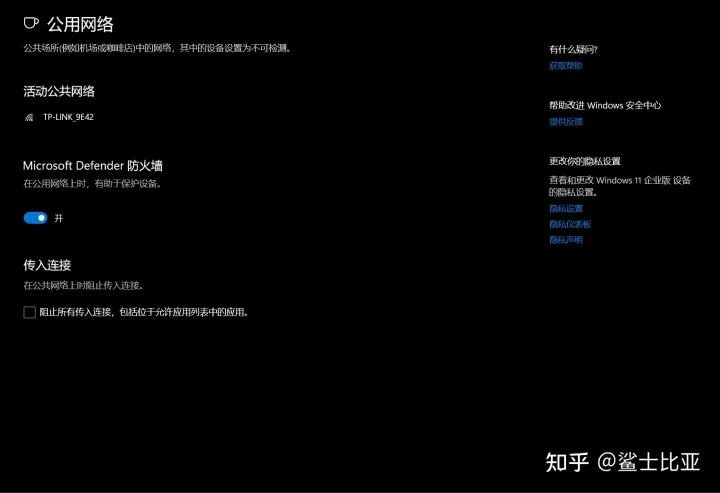 公用网络
公共场所(例如机场或咖啡店)中的网络，其中的设备设置为不可检测。
活动公共网络
TP-LINK_9E42
Microsoft Defender 防火墙
在公用网络上时，有助于保护设备。
开
传入连接
在公共网络上时阻止传入连接。
阻止所有传入连接，包括位于允许应用列表中的应用。
有什么疑问?
获取帮助
帮助改进 Windows 安全中心
提供反馈
更改你的隐私设置
查看和更改 Windows 11 企业版 设备
的隐私设置。
隐私设置
隐私仪表板
隐私声明
知乎 @鲨士比亚